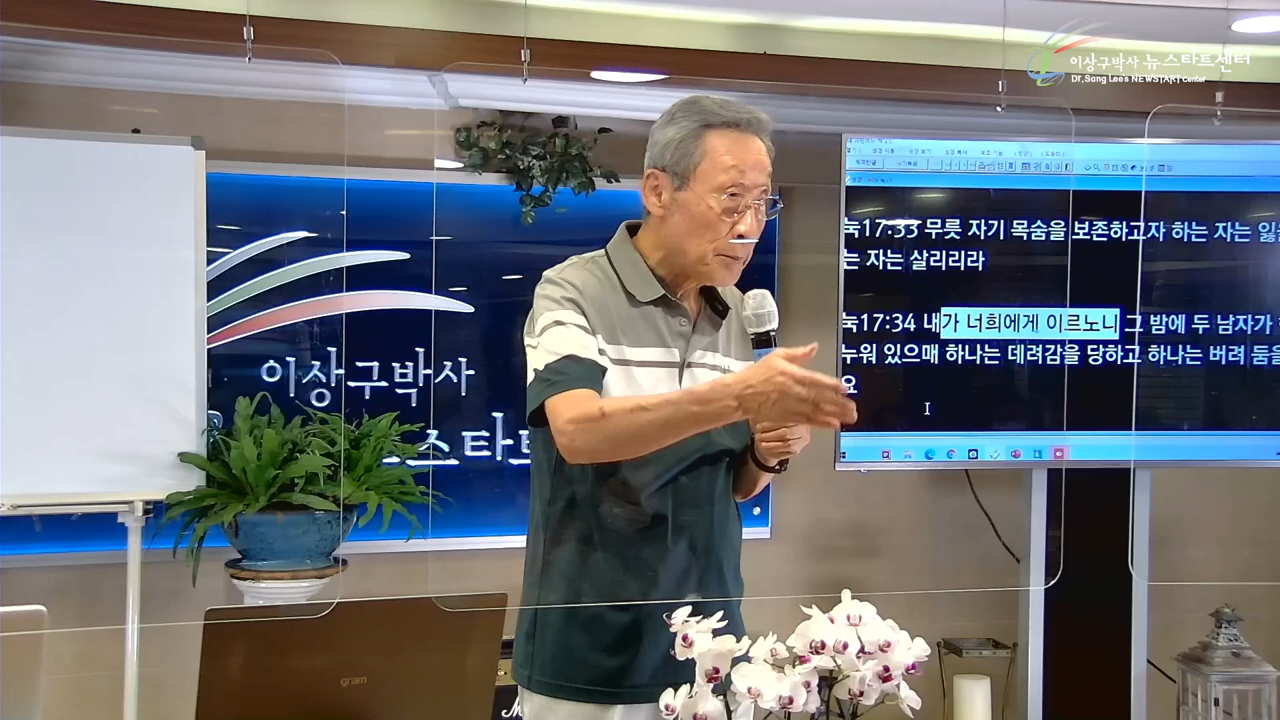 이상구박사 뉴스타트센터
Dr. Sang Lee's NEWSTART Center
눅17:33 무릇 자기 목숨을 보존하고자 하는 자는
는 자는 살리리라
눅17:34 내가 너희에게 이르노니 그 밤에 두 남자가
누워 있으매 하나는 데려감을 당하고 하나는 버려 둠을
요
이상구박사
스타트
gram